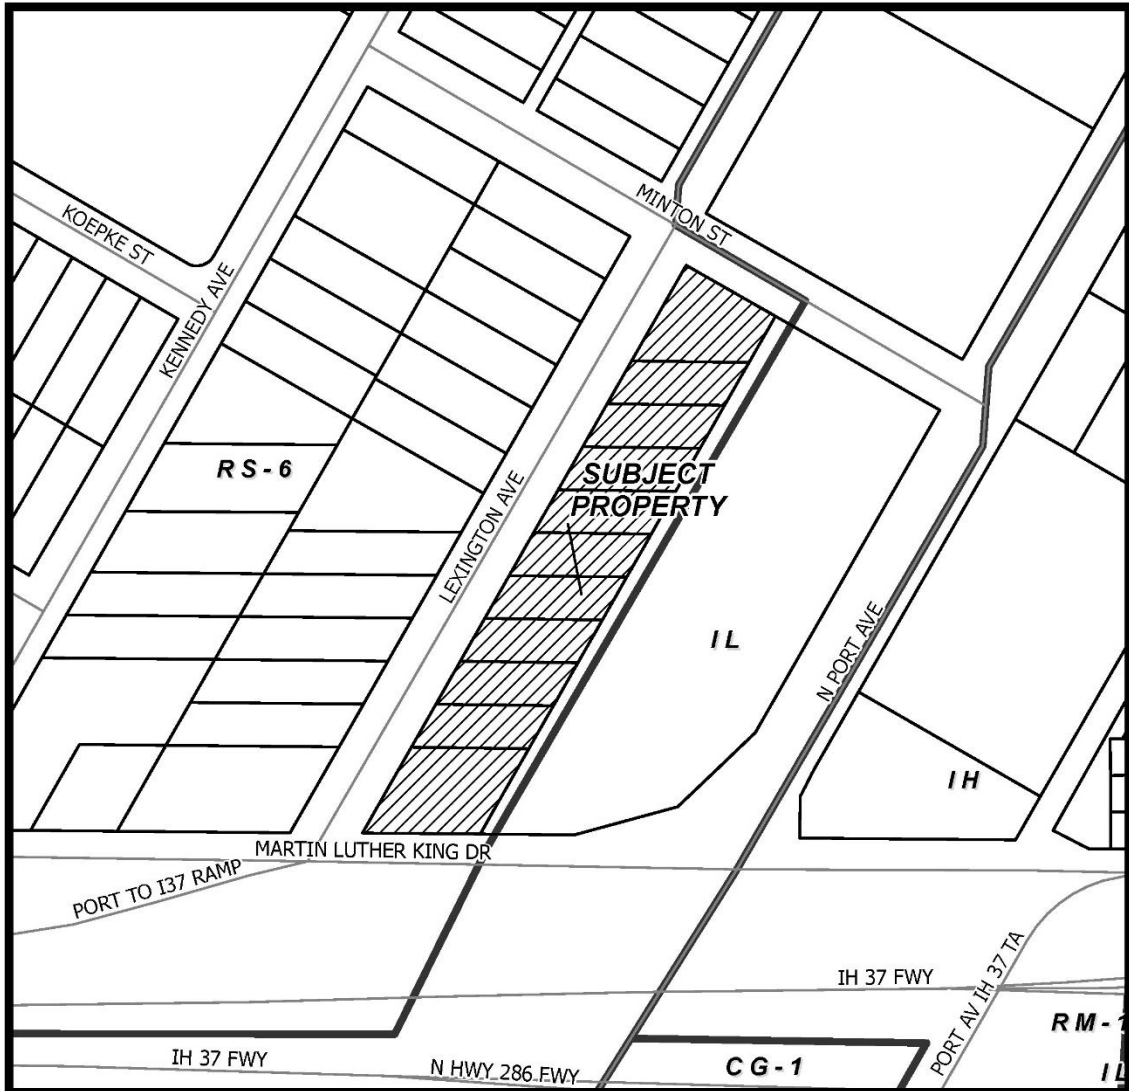 MINTON ST
KOEPKE ST
KENNEDY AVE
RS-6
SUBJECT
PROPERTY
LEXINGTON AVE
IL
N PORT AVE
IH
MARTIN LUTHER KING DR
PORT TO I37 RAMP
PORT AV IH 37 TA
IH 37 FWY
RM-1
IH 37 FWY
N HWY 286 FWY
CG-1
IL